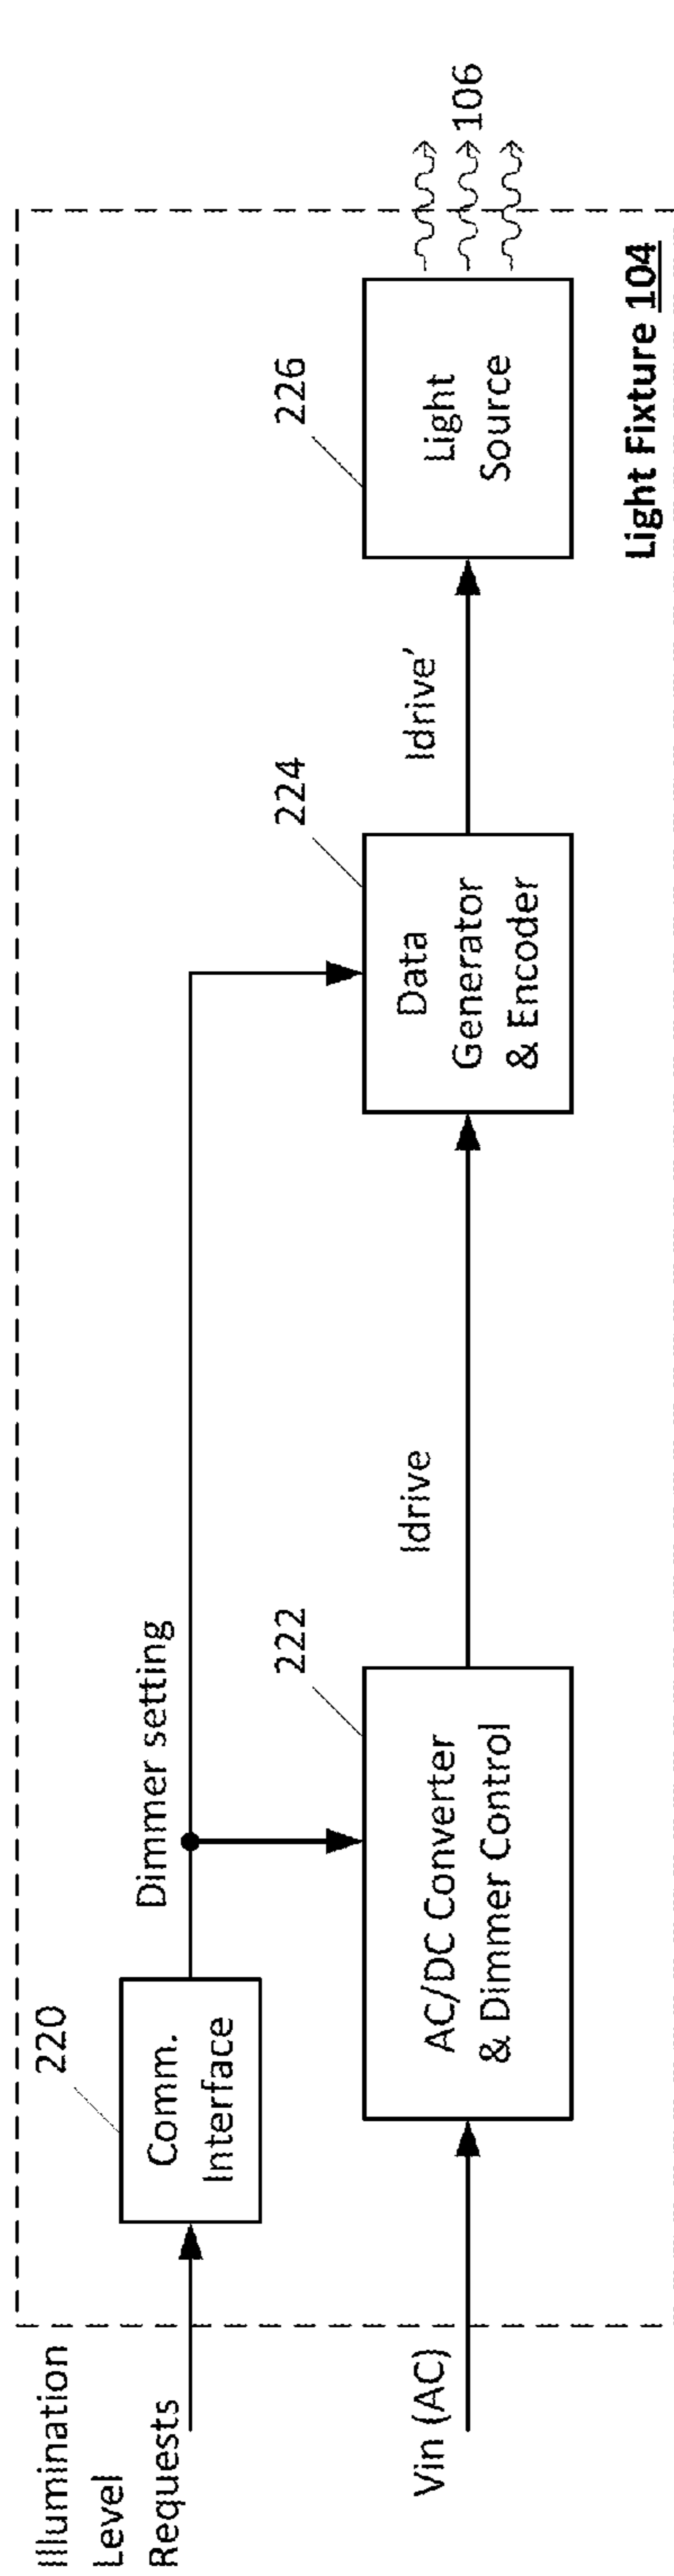 Illumination
Level
Requests
220
Comm.
Interface
Dimmer setting
Vin (AC)
222
AC/DC Converter
& Dimmer Control
Idrive
224
Data
Generator
& Encoder
Idrive'
226
Light
Source
106
Light Fixture 104